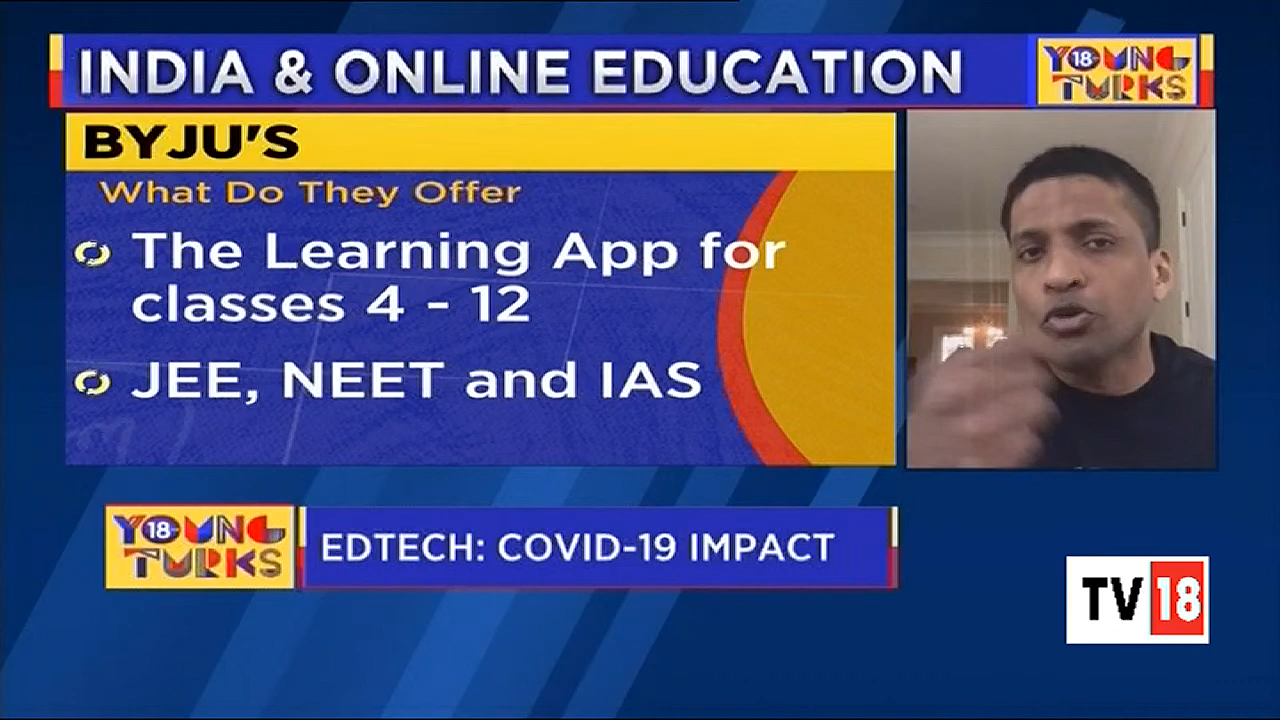 INDIA & ONLINE EDUCATION
18 YOUNG
TURKS
BYJU'S
What Do They Offer
The Learning App for
classes 4 - 12
JEE, NEET and IAS
18 YOUNG
TURKS
EDTECH: COVID-19 IMPACT
TV18